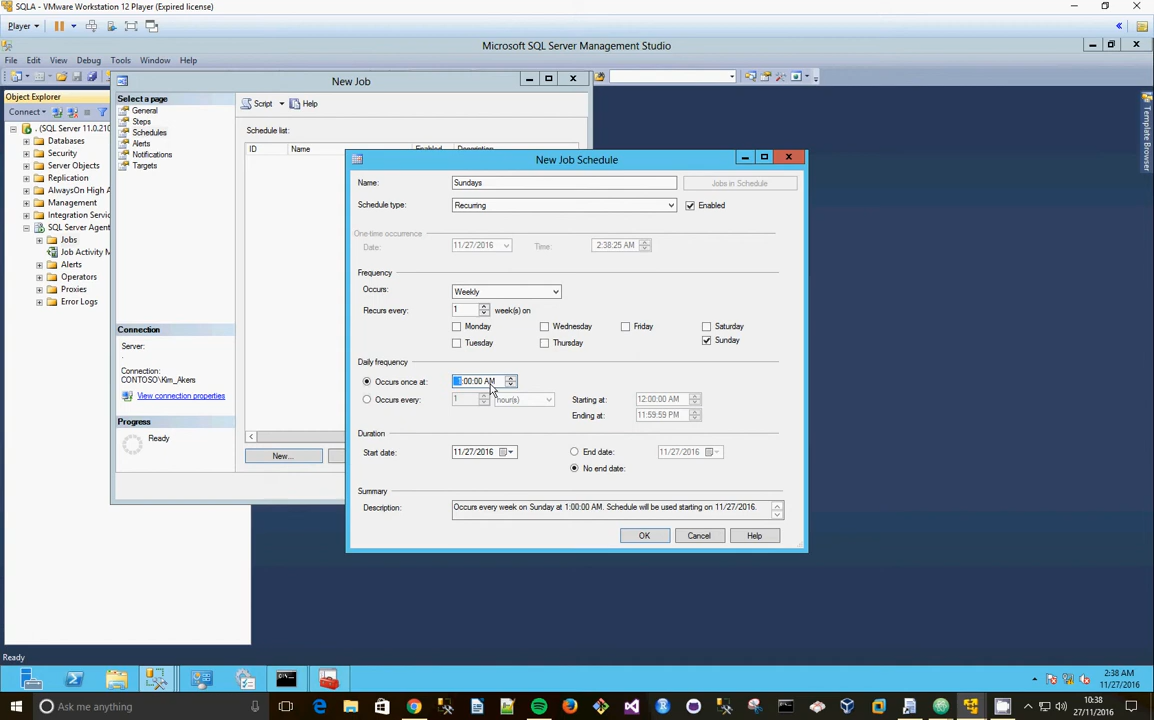 SQLA - VMware Workstation 12 Player (Expired license)
Player
Microsoft SQL Server Management Studio
File Edit View Debug Tools Window Help
Object Explorer
Connect
. (SQL Server 11.0.210
Databases
Security
Server Objects
Replication
AlwaysOn High A
Management
Integration Servic
SQL Server Agent
Jobs
Job Activity M
Alerts
Operators
Proxies
Error Logs
New Job
Select a page
General
Steps
Schedules
Alerts
Notifications
Targets
Script Help
Schedule list:
ID Name Enabled Description
Connection
Server:
.
Connection:
CONTOSO\Kim_Akers
View connection properties
Progress
Ready
New...
New Job Schedule
Name: Sundays Jobs in Schedule
Schedule type: Recurring Enabled
One-time occurrence
Date: 11/27/2016 Time: 2:38:25 AM
Frequency
Occurs: Weekly
Recurs every: 1 week(s) on
Monday Wednesday Friday Saturday
Tuesday Thursday Sunday
Daily frequency
Occurs once at: 1:00:00 AM
Occurs every: 1 hour(s) Starting at: 12:00:00 AM
Ending at: 11:59:59 PM
Duration
Start date: 11/27/2016 End date: 11/27/2016
No end date:
Summary
Description: Occurs every week on Sunday at 1:00:00 AM. Schedule will be used starting on 11/27/2016.
OK Cancel Help
Template Browser
Ready
2:38 AM
11/27/2016
Ask me anything
10:38
27/11/2016